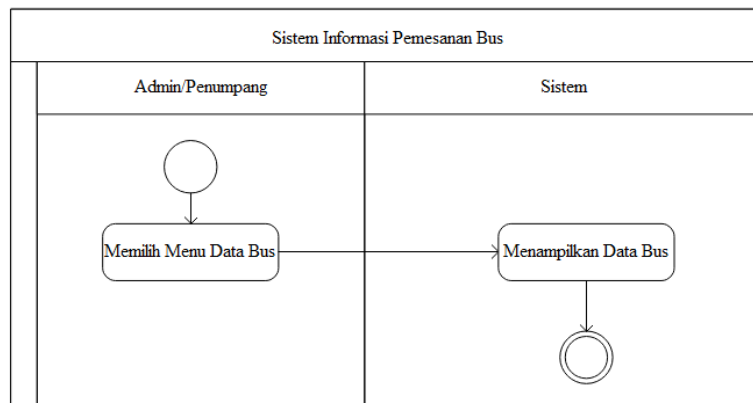 Sistem Informasi Pemesanan Bus
Admin/Penumpang
Sistem
Memilih Menu Data Bus
Menampilkan Data Bus